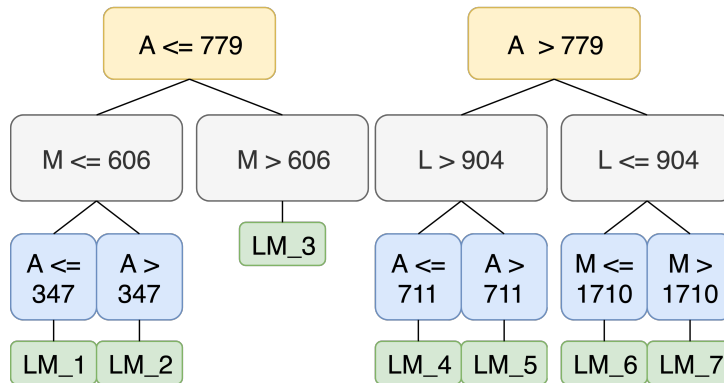 A <= 779
A > 779
M <= 606
M > 606
L > 904
L <= 904
LM_3
A <=
347
A >
347
A <=
711
A >
711
M <=
1710
M >
1710
LM_1
LM_2
LM_4
LM_5
LM_6
LM_7